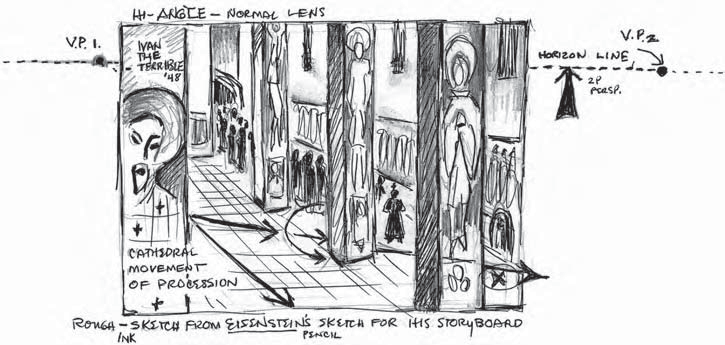 HI-ANGLE - NORMAL LENS
V.P. 1.
V.P. 2
IVAN
THE
TERRIBLE
'48
HORIZON LINE
2P
PERSP.
CATHEDRAL
MOVEMENT
OF PROCESSION
ROUGH - SKETCH FROM EISENSTEIN'S SKETCH FOR HIS STORYBOARD
INK
PENCIL